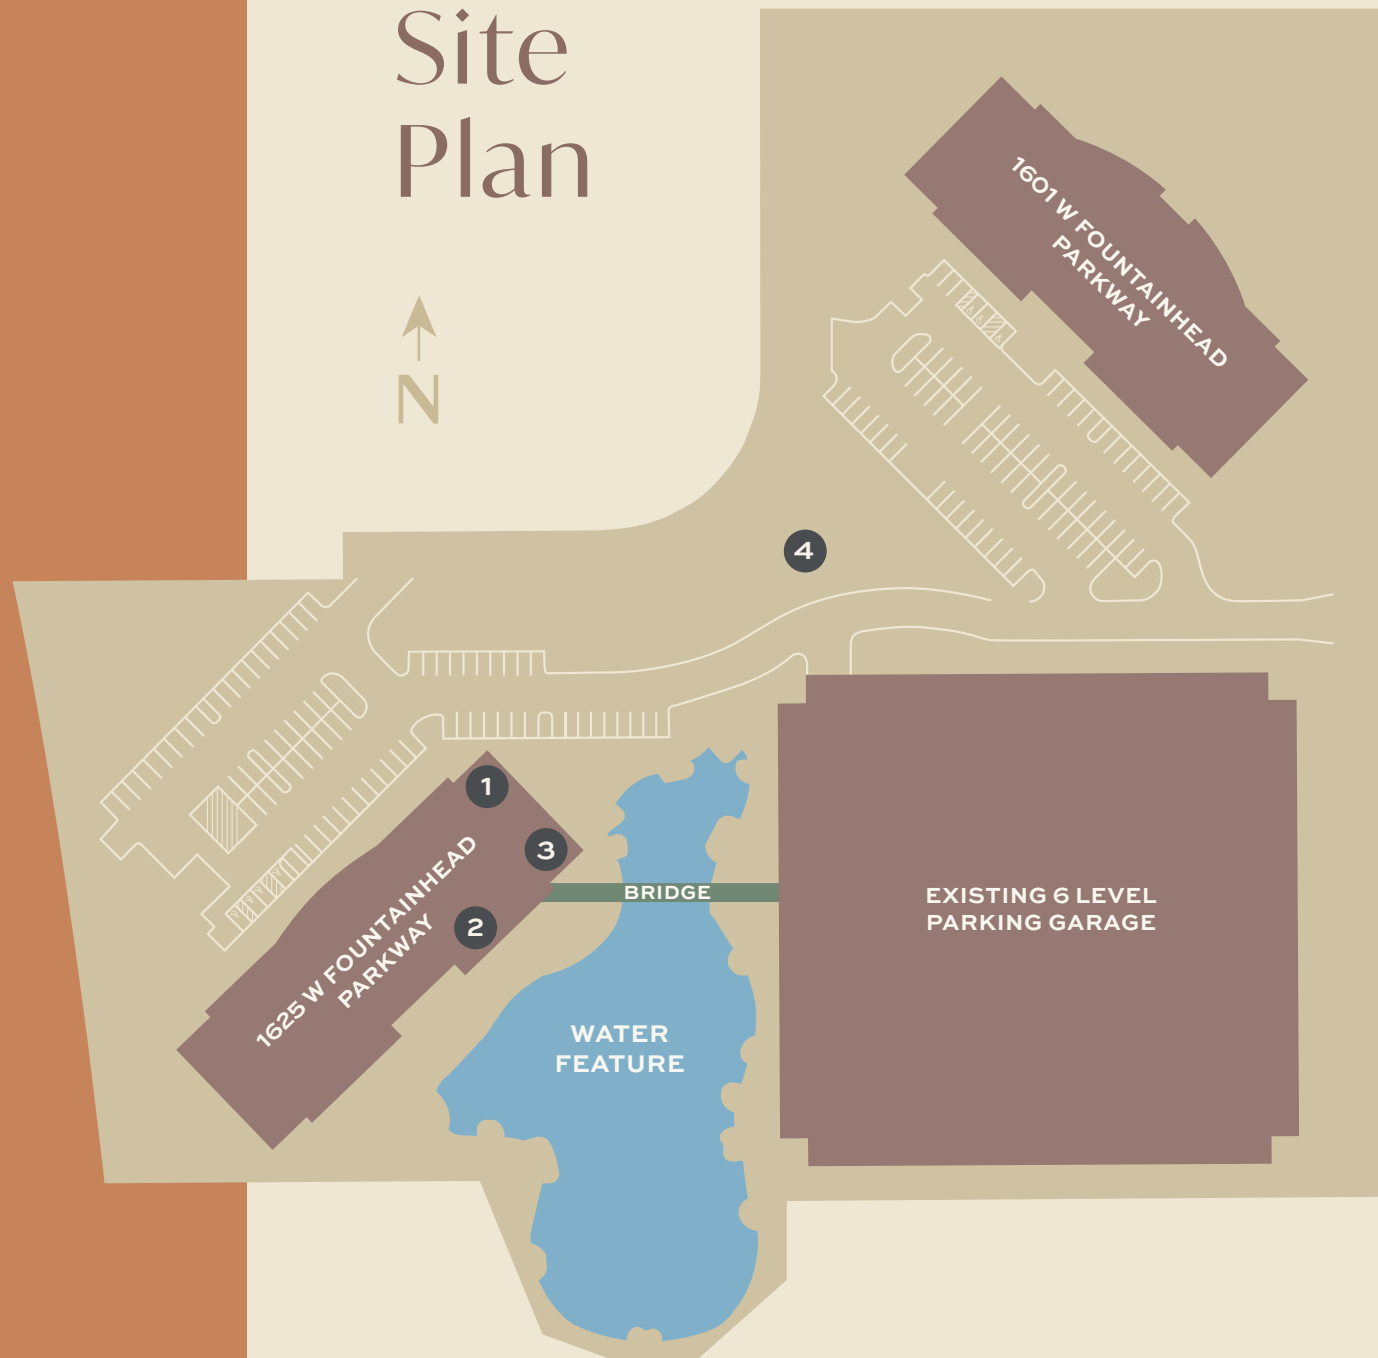 Site
Plan
N
1601 W FOUNTAINHEAD
PARKWAY
4
1
3
BRIDGE
2
1625 W FOUNTAINHEAD
PARKWAY
EXISTING 6 LEVEL
PARKING GARAGE
WATER
FEATURE